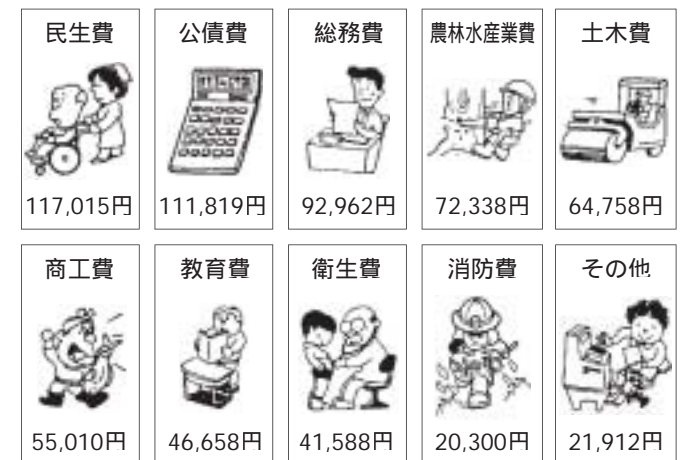 民生費
117,015円
公債費
111,819円
総務費
92,962円
農林水産業費
72,338円
土木費
64,758円
商工費
55,010円
教育費
46,658円
衛生費
41,588円
消防費
20,300円
その他
21,912円